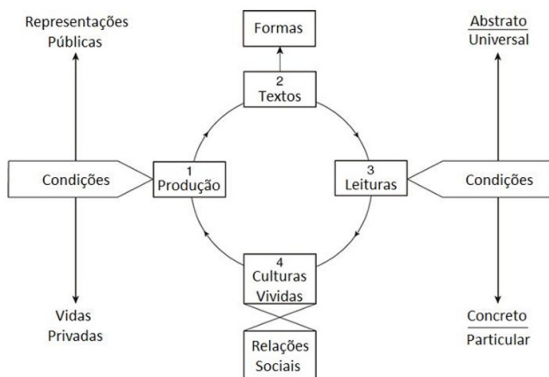 Representações
Públicas
Formas
Abstrato
Universal
2
Textos
Condições
1
Produção
3
Leituras
Condições
4
Culturas
Vividas
Vidas
Privadas
Concreto
Particular
Relações
Sociais